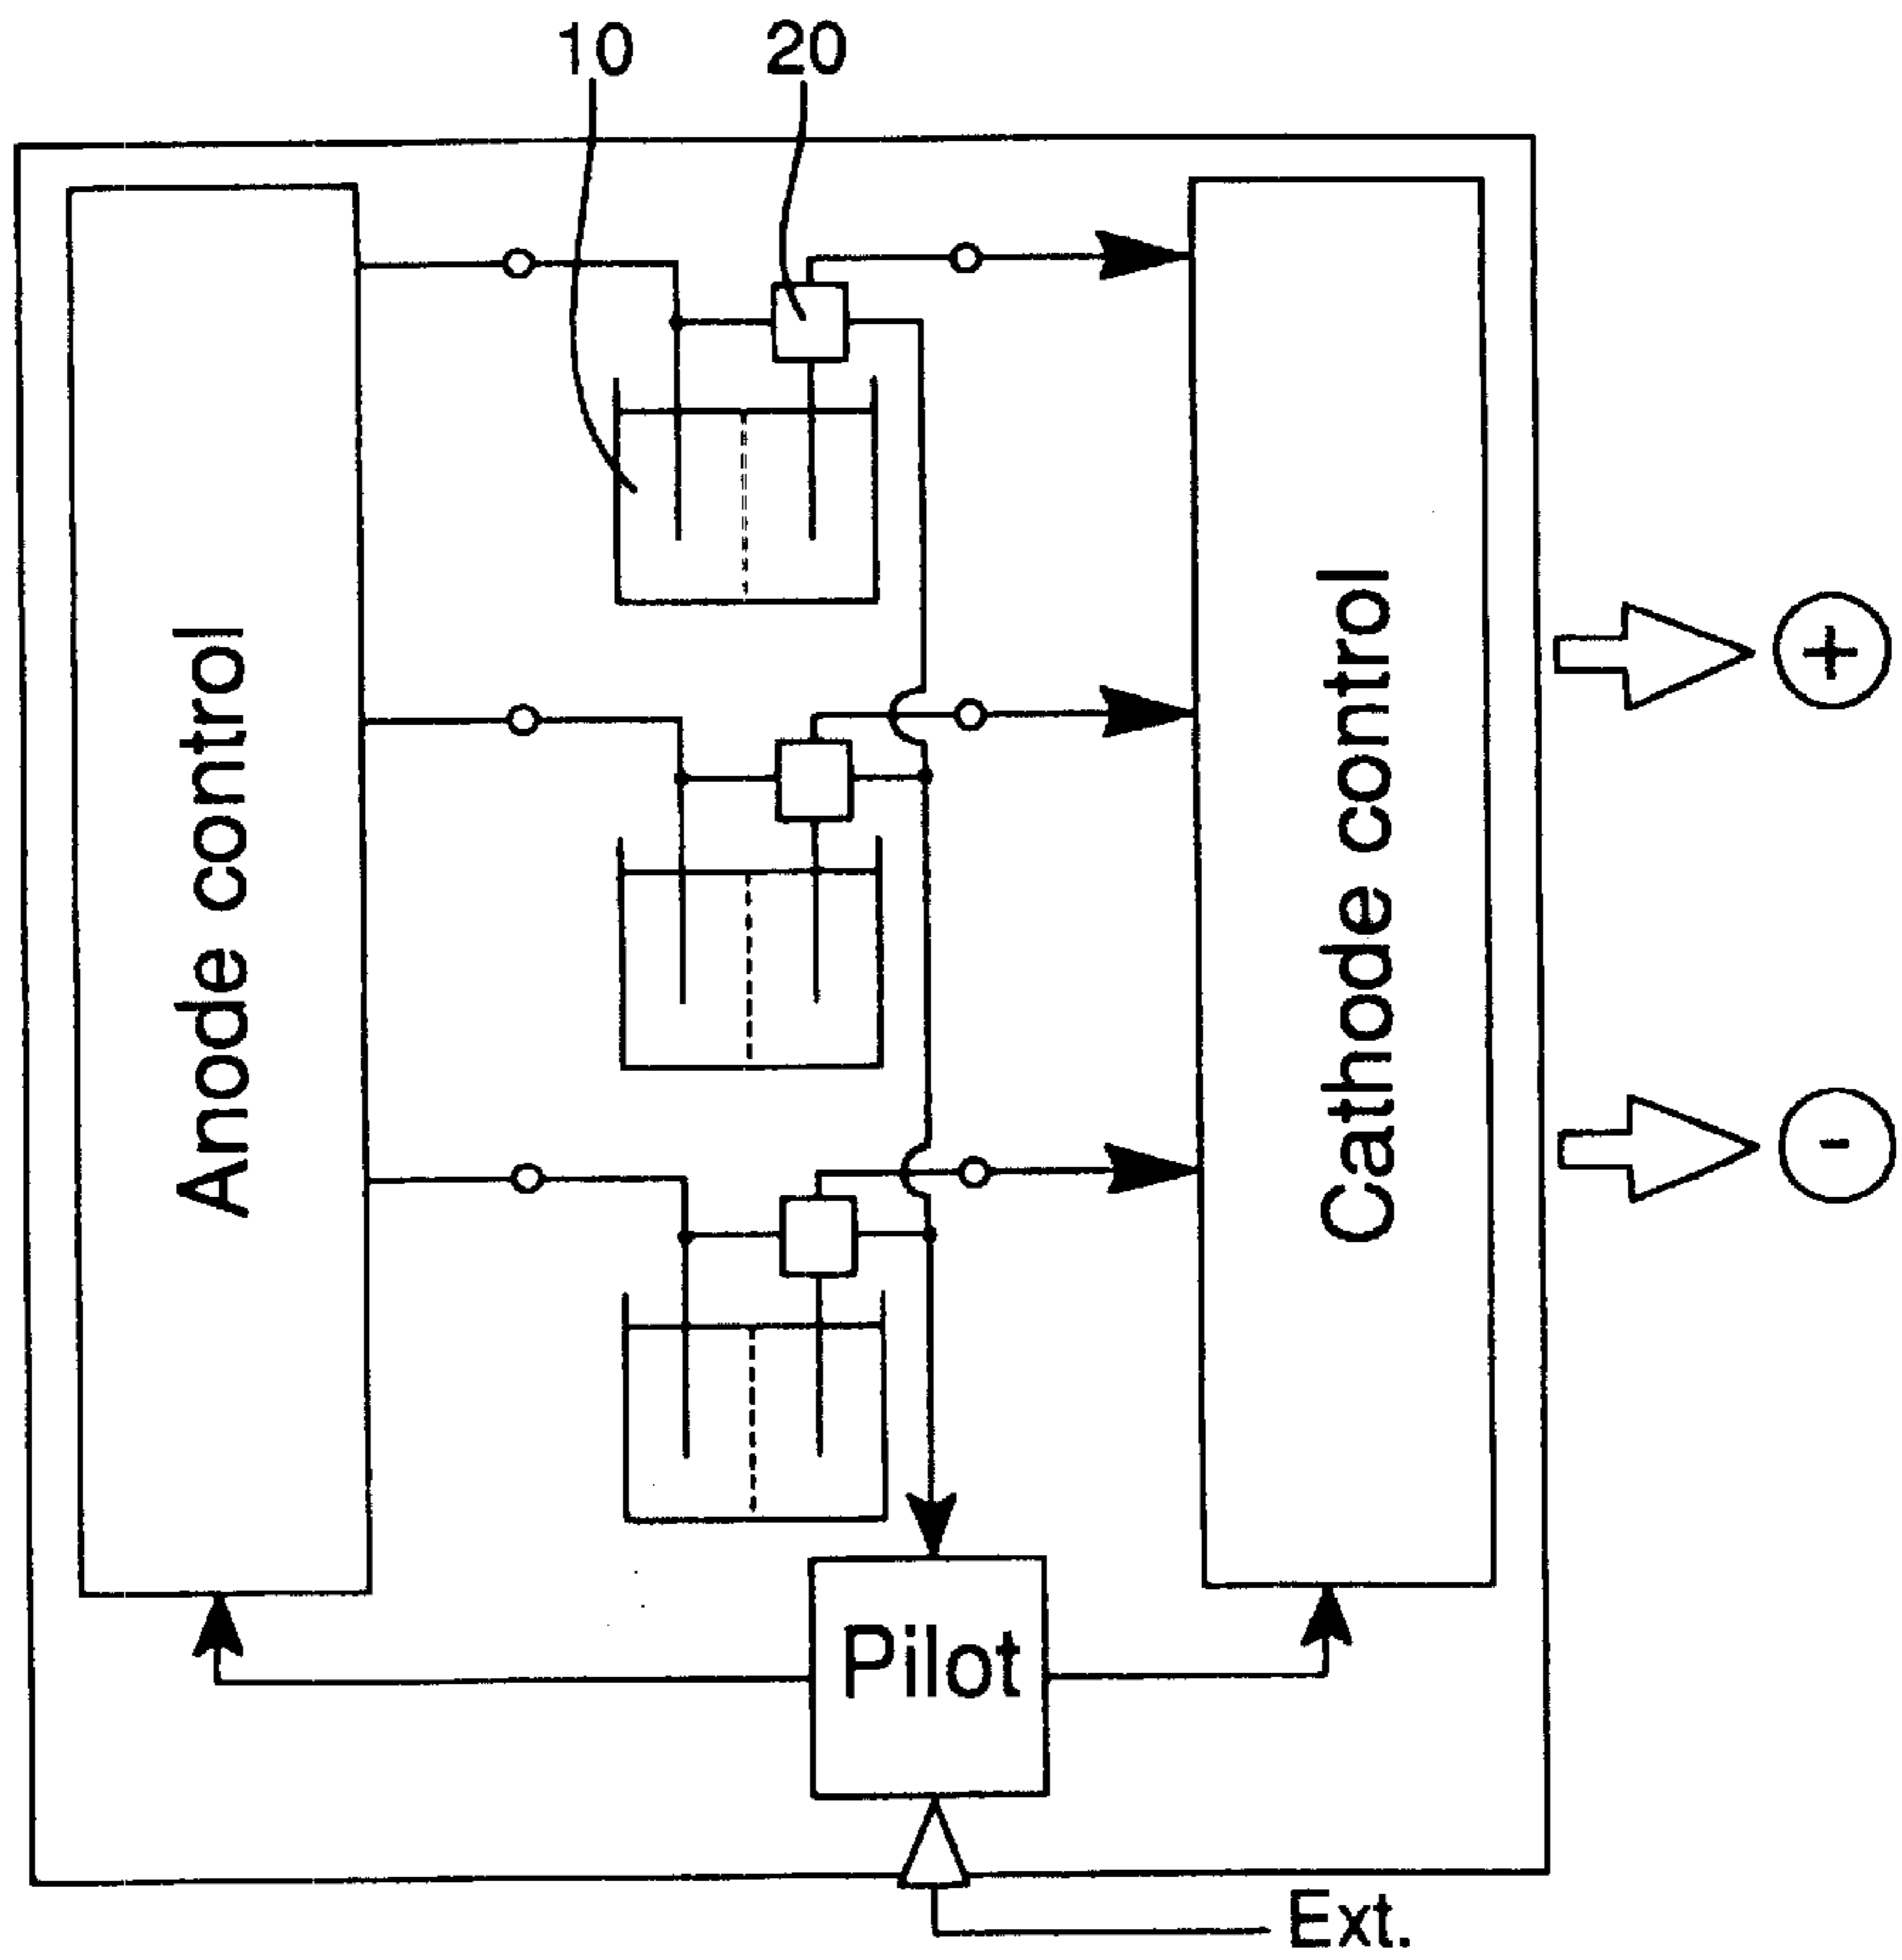 10
20
Anode control
Cathode control
+
-
Pilot
Ext.